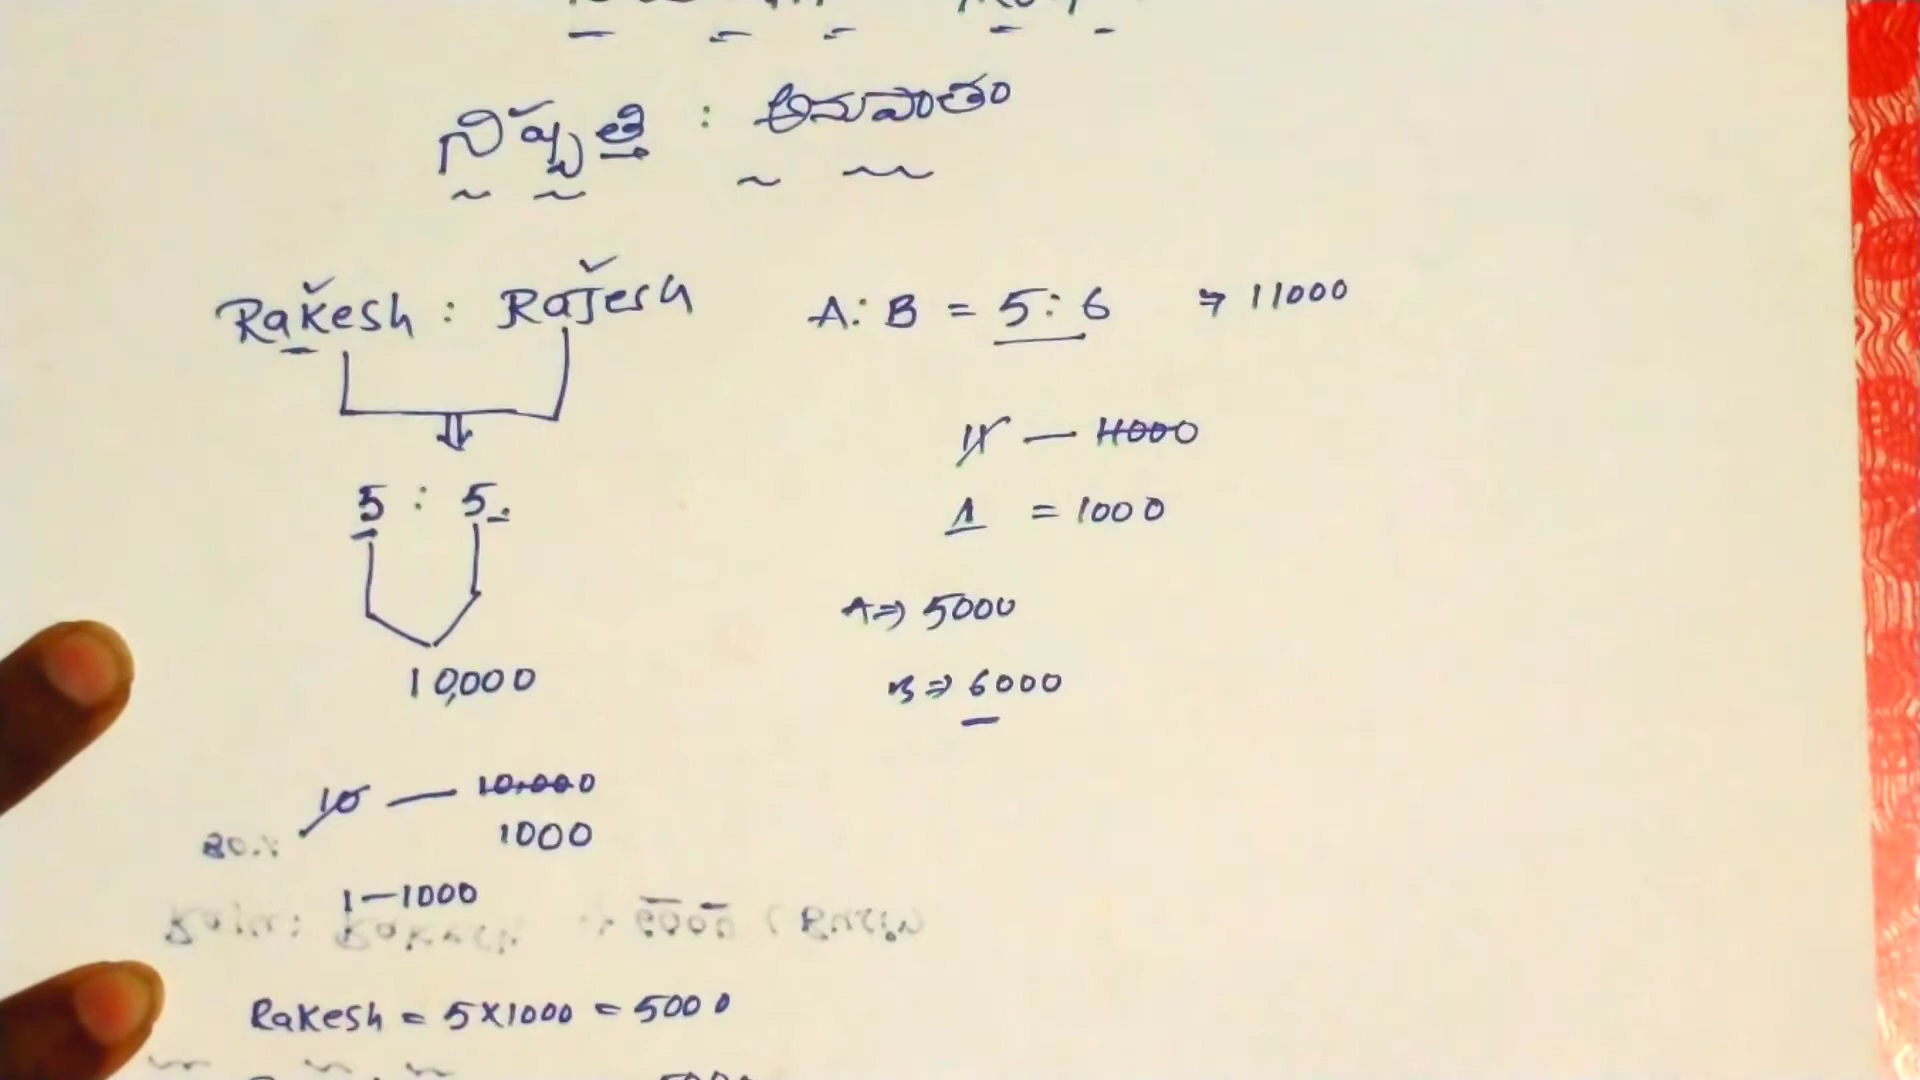 నిష్పత్తి : అనుపాతం
Rakesh : Rajesh
5 : 5
10,000
10 — 10,000
1000
1 — 1000
Rakesh = 5×1000 = 5000
A : B = 5 : 6 ⇒ 11000
11 — 11000
1 = 1000
A ⇒ 5000
B ⇒ 6000